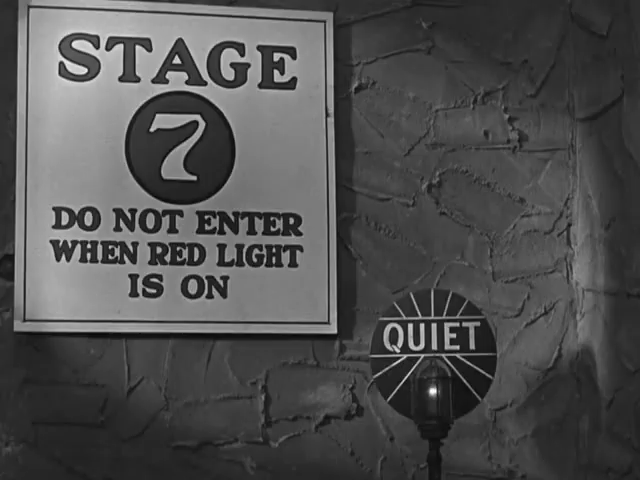 STAGE
7
DO NOT ENTER
WHEN RED LIGHT
IS ON
QUIET